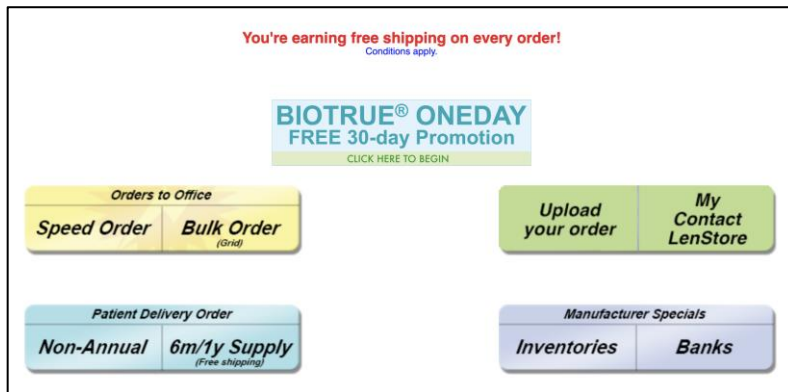 You're earning free shipping on every order!
Conditions apply.
BIOTRUE® ONEDAY
FREE 30-day Promotion
CLICK HERE TO BEGIN
Orders to Office
Speed Order
Bulk Order
(Grid)
Upload
your order
My
Contact
LenStore
Patient Delivery Order
Non-Annual
6m/1y Supply
(Free shipping)
Manufacturer Specials
Inventories
Banks